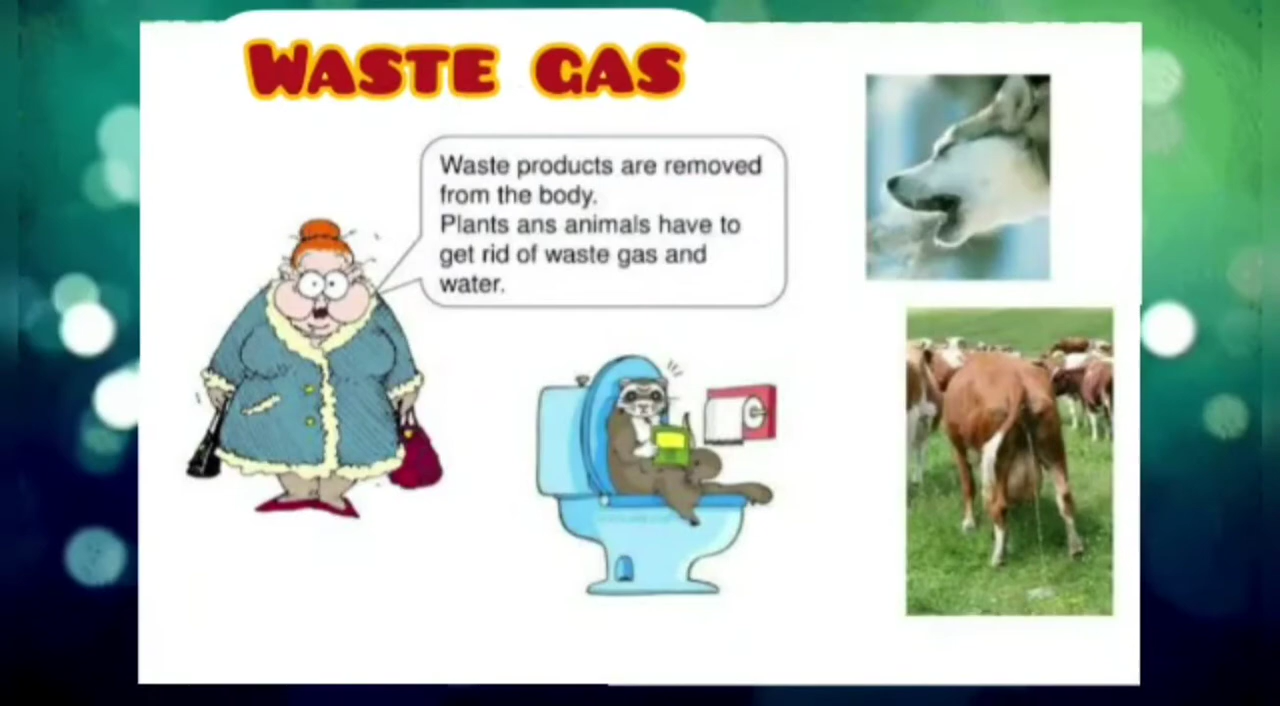 WASTE GAS
Waste products are removed
from the body.
Plants ans animals have to
get rid of waste gas and
water.